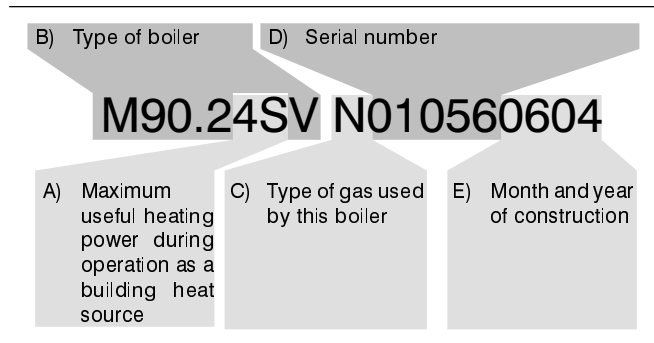 B) Type of boiler
D) Serial number
M90.24SV N010560604
A) Maximum
useful heating
power during
operation as a
building heat
source
C) Type of gas used
by this boiler
E) Month and year
of construction